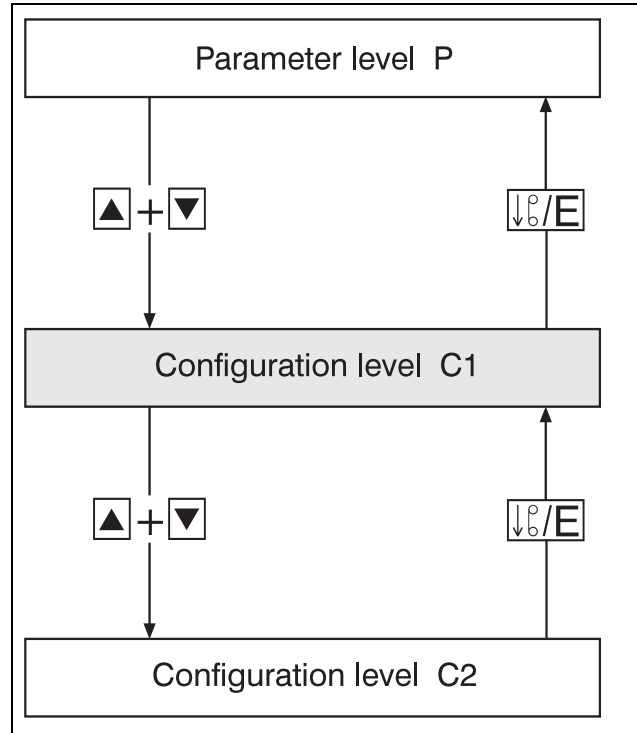 Parameter level P
▲ + ▼ /E
Configuration level C1
▲ + ▼ /E
Configuration level C2